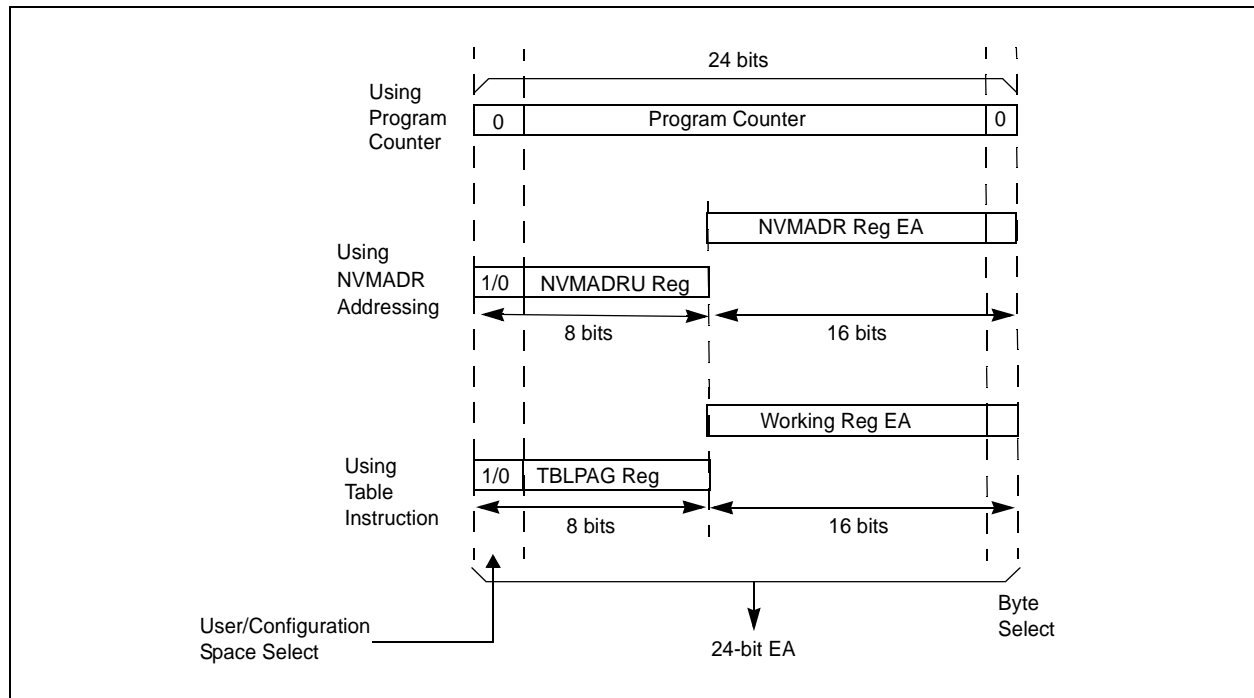 24 bits
Using
Program
Counter
0
Program Counter
0
NVMADR Reg EA
Using
NVMADR
Addressing
1/0
NVMADRU Reg
8 bits
16 bits
Working Reg EA
Using
Table
Instruction
1/0
TBLPAG Reg
8 bits
16 bits
User/Configuration
Space Select
24-bit EA
Byte
Select